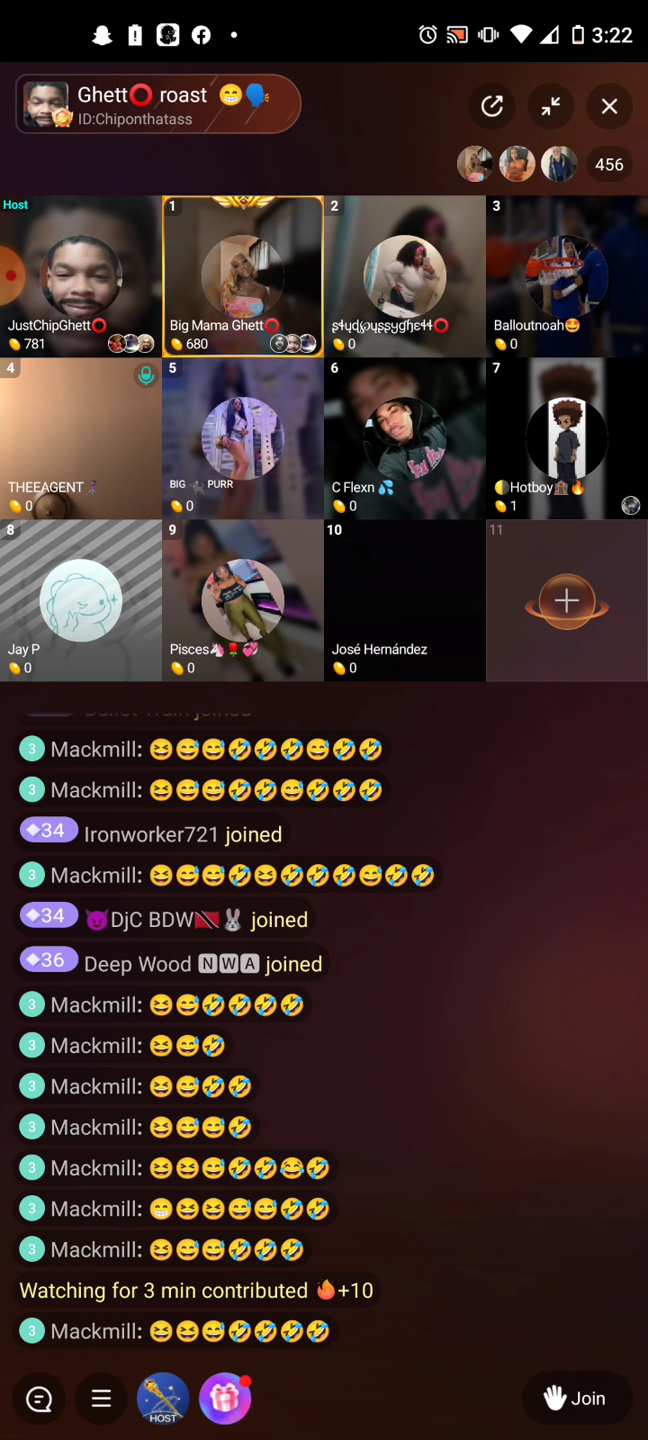 3:22
Ghett⭕ roast 😁🗣️
ID:Chiponthatass
456
Host
JustChipGhett⭕
781
1
Big Mama Ghett⭕
680
2
0
3
Balloutnoah🤩
0
4
THEEAGENT
0
5
BIG PURR
0
6
C Flexn 💦
0
7
🌗Hotboy🏚️🔥
1
8
Jay P
0
9
Pisces🦄🌹💞
0
10
José Hernández
0
11
3 Mackmill: 😆😅😅🤣🤣🤣😅🤣🤣
3 Mackmill: 😆😅😅🤣🤣😅🤣🤣🤣
34 Ironworker721 joined
3 Mackmill: 😆😅😅🤣😆🤣🤣🤣😅🤣🤣
34 😈DjC BDW🇹🇹🐰 joined
36 Deep Wood 🅽🆆🅰 joined
3 Mackmill: 😆😅🤣🤣🤣🤣
3 Mackmill: 😆😅🤣
3 Mackmill: 😆😅🤣🤣
3 Mackmill: 😆😅😅🤣
3 Mackmill: 😆😆😅🤣🤣😂🤣
3 Mackmill: 😁😆😆😅😅🤣🤣
3 Mackmill: 😆😅😅🤣🤣🤣
Watching for 3 min contributed 🔥+10
3 Mackmill: 😆😆😅🤣🤣🤣🤣
HOST
Join